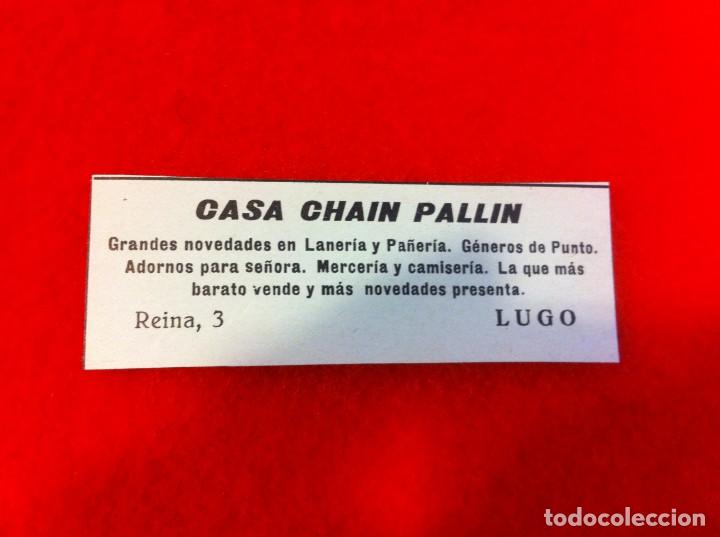 CASA CHAIN PALLIN
Grandes novedades en Lanería y Pañería. Géneros de Punto.
Adornos para señora. Mercería y camisería. La que más
barato vende y más novedades presenta.
Reina, 3 LUGO
todocoleccion